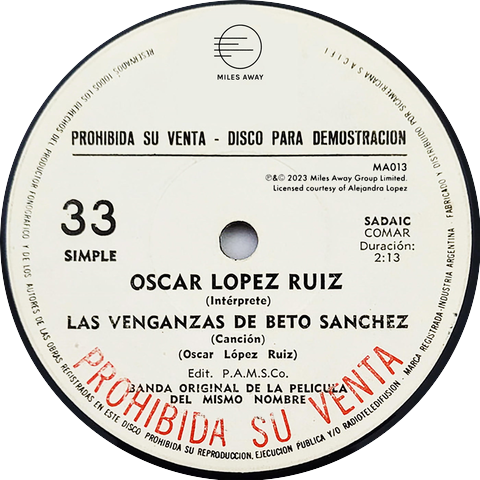 MILES AWAY
RESERVADOS TODOS LOS DERECHOS DEL PRODUCTOR FONOGRAFICO Y DE LOS AUTORES DE LAS OBRAS REGISTRADAS EN ESTE DISCO PROHIBIDA SU REPRODUCCION, EJECUCION PUBLICA Y/O RADIOTELEDIFUSION · MARCA REGISTRADA · INDUSTRIA ARGENTINA FABRICADO Y DISTRIBUIDO POR SICAMERICANA S A C I F I
PROHIBIDA SU VENTA - DISCO PARA DEMOSTRACION
MA013
℗&© 2023 Miles Away Group Limited.
Licensed courtesy of Alejandra Lopez
33
SIMPLE
SADAIC
COMAR
Duración:
2:13
OSCAR LOPEZ RUIZ
(Intérprete)
LAS VENGANZAS DE BETO SANCHEZ
(Canción)
(Oscar López Ruiz)
Edit. P.A.M.S.Co.
BANDA ORIGINAL DE LA PELICULA
DEL MISMO NOMBRE
PROHIBIDA SU VENTA